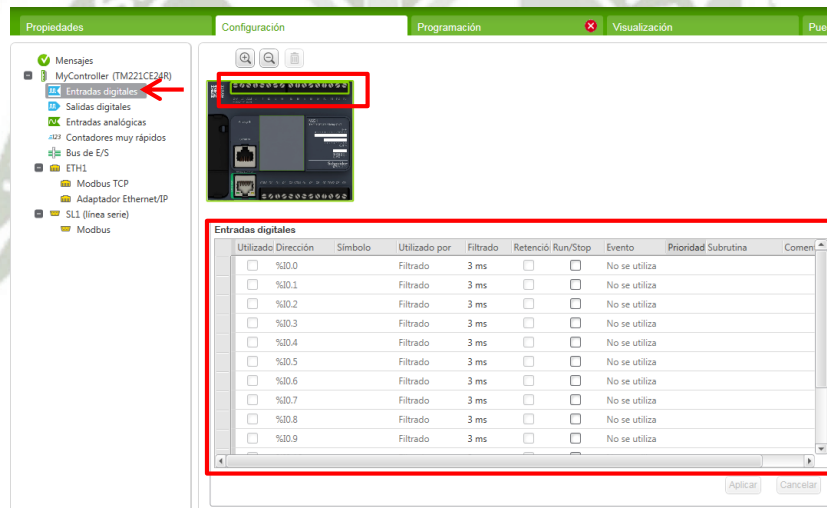 Propiedades Configuración Programación Visualización Pue
Mensajes
MyController (TM221CE24R)
Entradas digitales
Salidas digitales
Entradas analógicas
Contadores muy rápidos
Bus de E/S
ETH1
Modbus TCP
Adaptador Ethernet/IP
SL1 (línea serie)
Modbus
Entradas digitales
Utilizado Dirección Símbolo Utilizado por Filtrado Retenció Run/Stop Evento Prioridad Subrutina Comen
%I0.0 Filtrado 3 ms No se utiliza
%I0.1 Filtrado 3 ms No se utiliza
%I0.2 Filtrado 3 ms No se utiliza
%I0.3 Filtrado 3 ms No se utiliza
%I0.4 Filtrado 3 ms No se utiliza
%I0.5 Filtrado 3 ms No se utiliza
%I0.6 Filtrado 3 ms No se utiliza
%I0.7 Filtrado 3 ms No se utiliza
%I0.8 Filtrado 3 ms No se utiliza
%I0.9 Filtrado 3 ms No se utiliza
Aplicar Cancelar